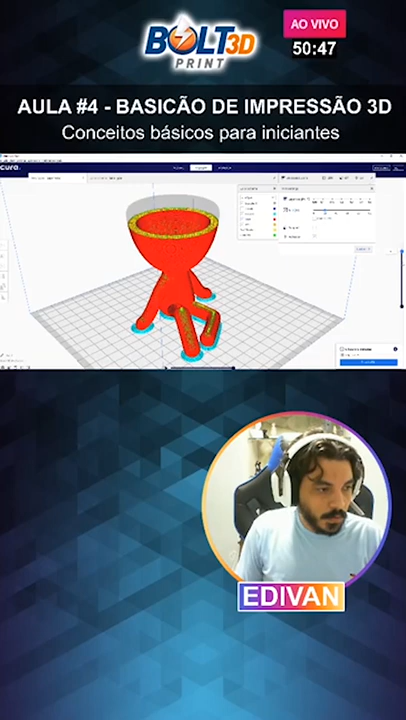 BOLT3D
PRINT
AO VIVO
50:47
AULA #4 - BASICÃO DE IMPRESSÃO 3D
Conceitos básicos para iniciantes
cura
EDIVAN